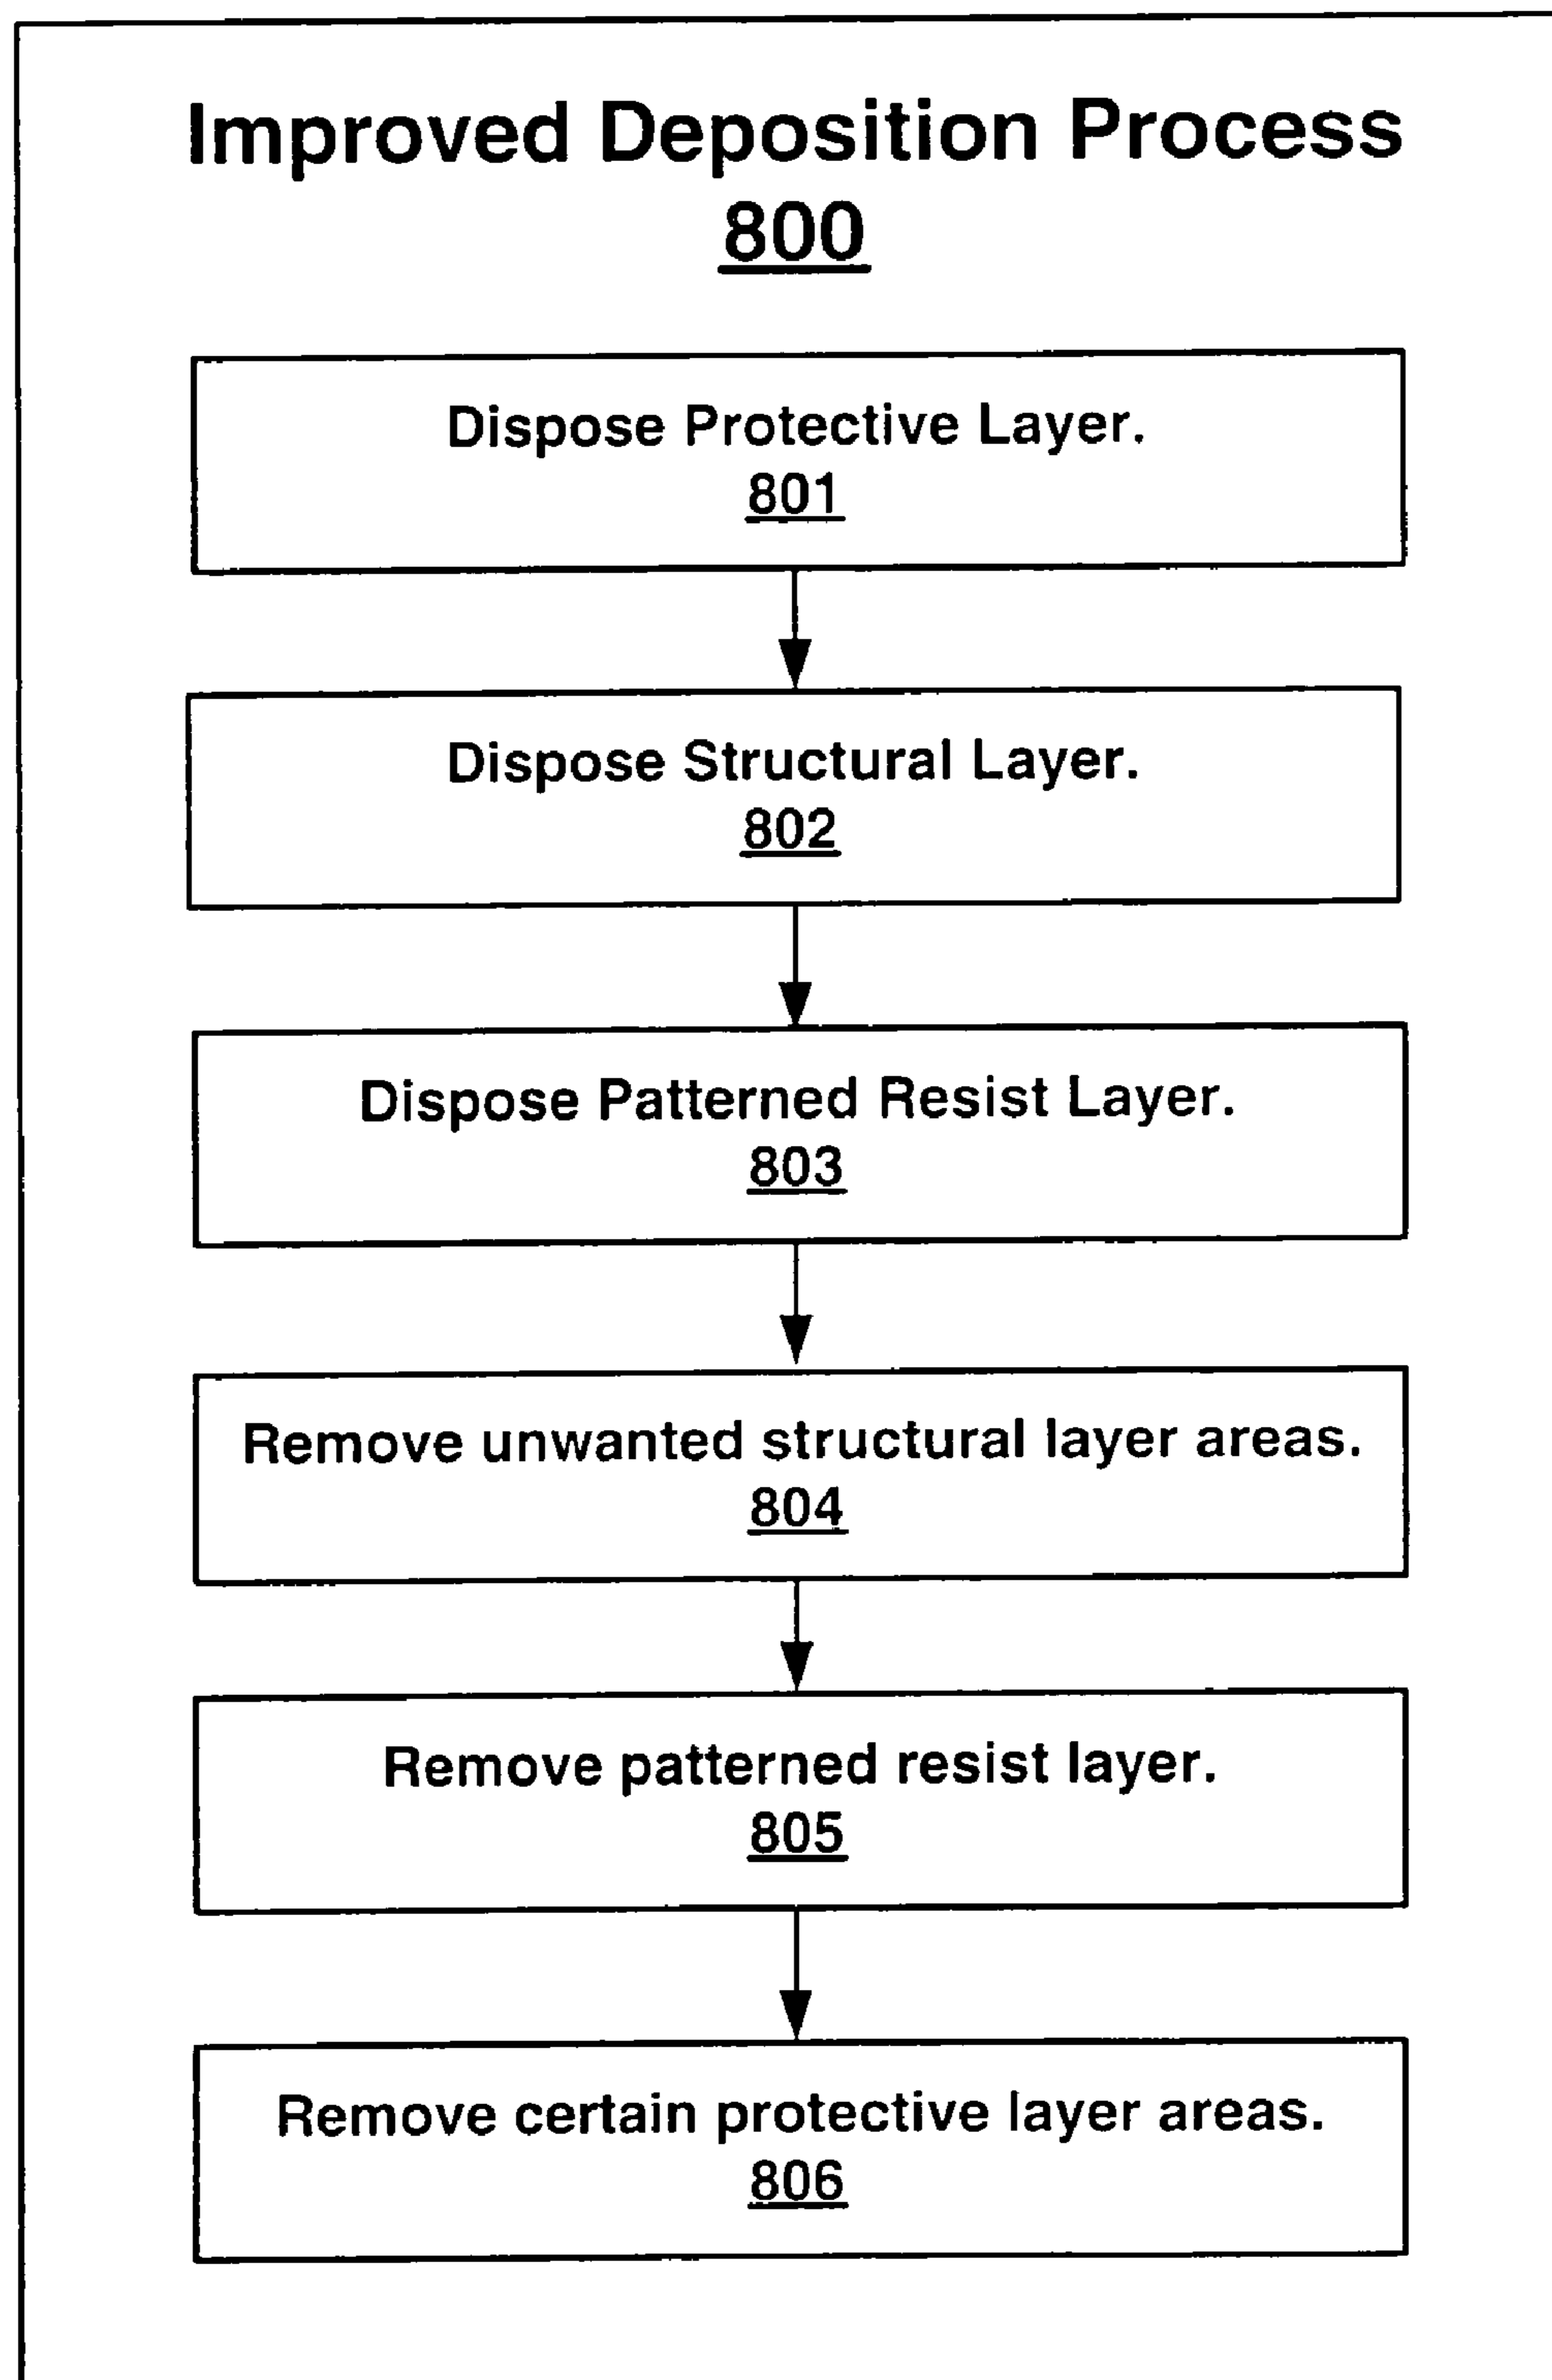 Improved Deposition Process
800
Dispose Protective Layer.
801
Dispose Structural Layer.
802
Dispose Patterned Resist Layer.
803
Remove unwanted structural layer areas.
804
Remove patterned resist layer.
805
Remove certain protective layer areas.
806